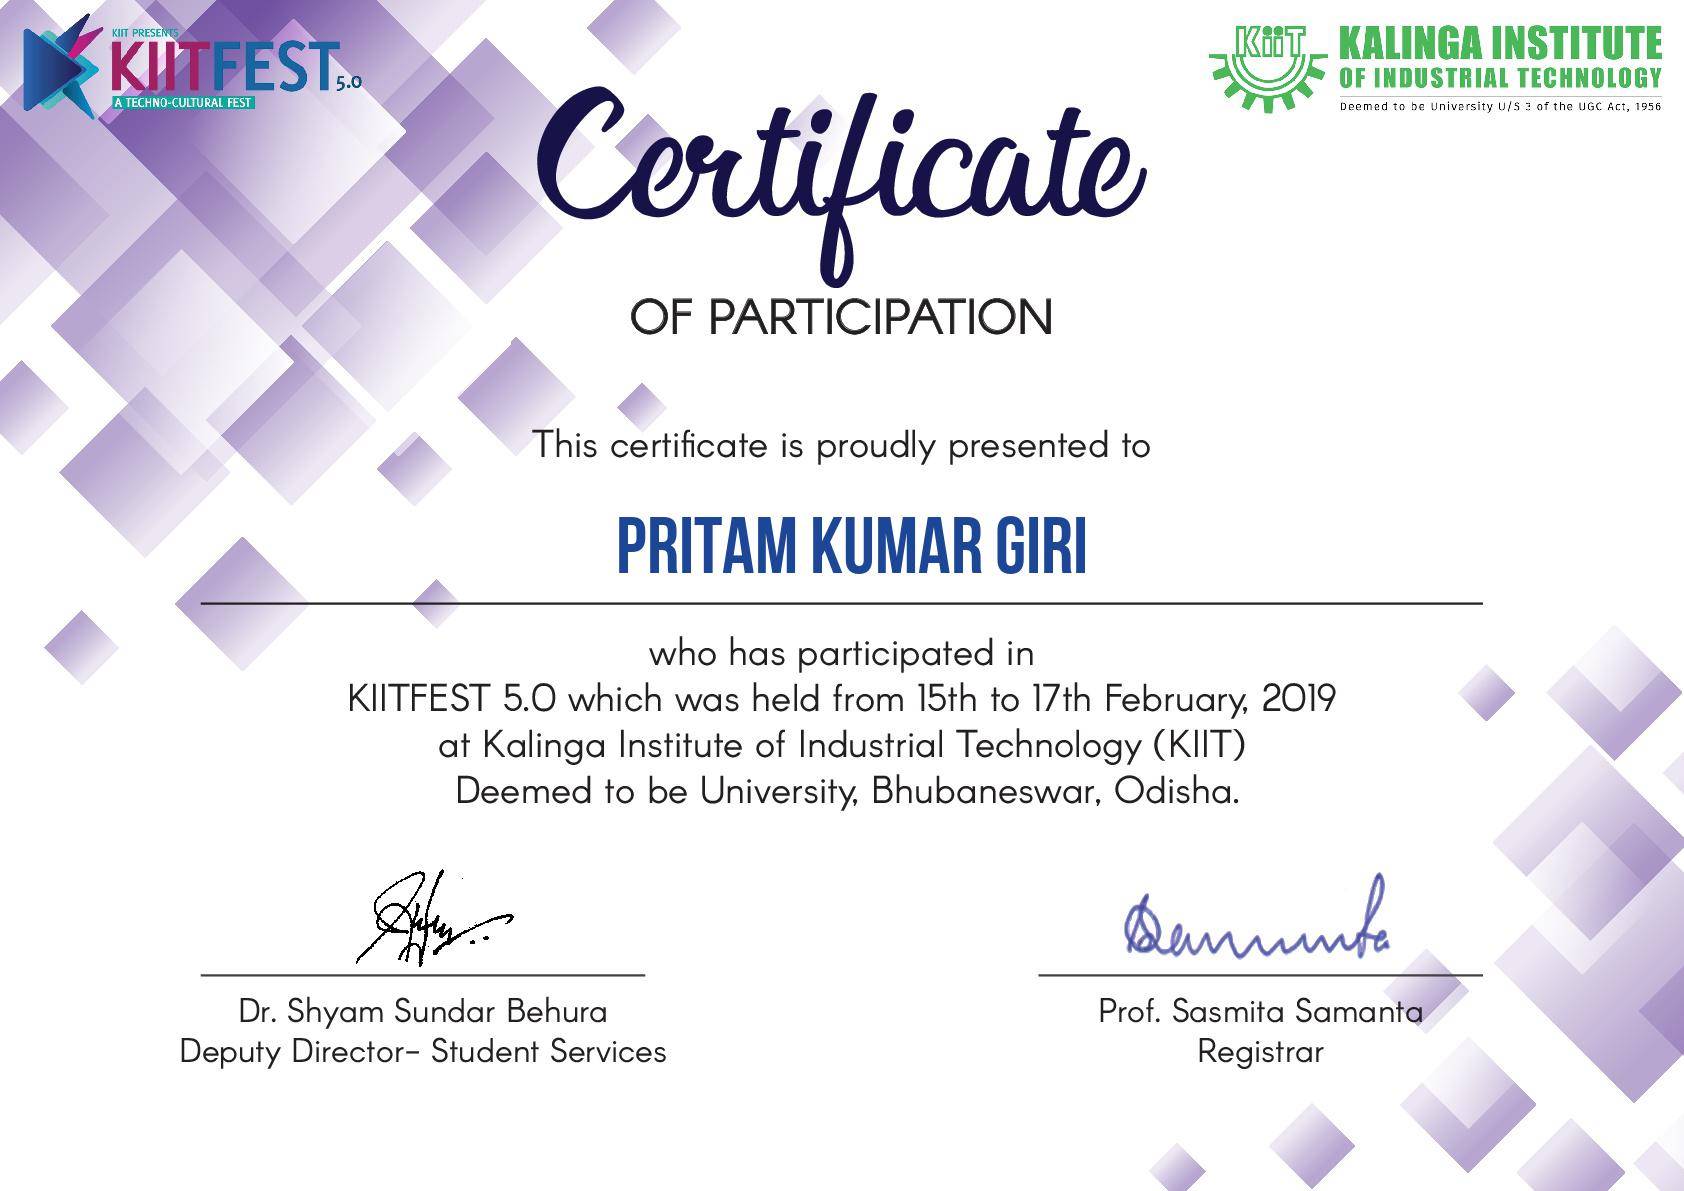 KIIT PRESENTS
KIITFEST 5.0
A TECHNO-CULTURAL FEST
KiiT
KALINGA INSTITUTE
OF INDUSTRIAL TECHNOLOGY
Deemed to be University U/S 3 of the UGC Act, 1956
Certificate
OF PARTICIPATION
This certificate is proudly presented to
PRITAM KUMAR GIRI
who has participated in
KIITFEST 5.0 which was held from 15th to 17th February, 2019
at Kalinga Institute of Industrial Technology (KIIT)
Deemed to be University, Bhubaneswar, Odisha.
Dr. Shyam Sundar Behura
Deputy Director- Student Services
Prof. Sasmita Samanta
Registrar